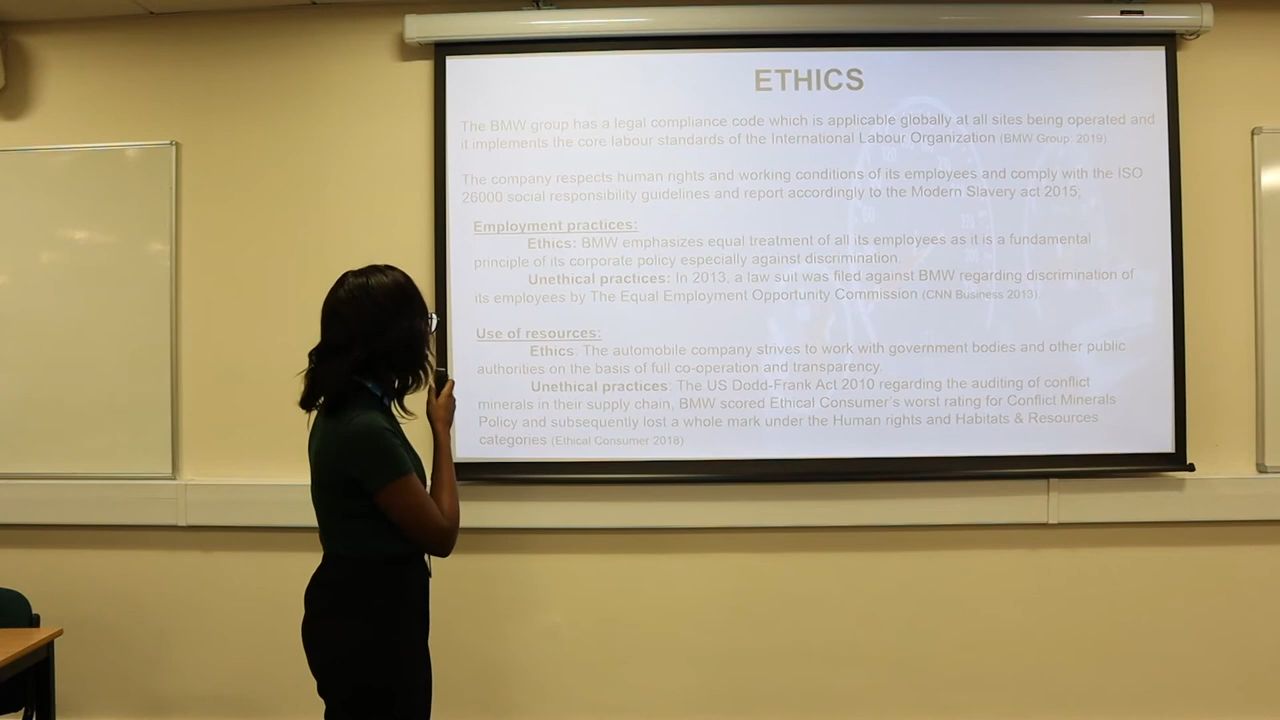 ETHICS
The BMW group has a legal compliance code which is applicable globally at all sites being operated and
it implements the core labour standards of the International Labour Organization (BMW Group: 2019).
The company respects human rights and working conditions of its employees and comply with the ISO
26000 social responsibility guidelines and report accordingly to the Modern Slavery act 2015;
Employment practices:
Ethics: BMW emphasizes equal treatment of all its employees as it is a fundamental
principle of its corporate policy especially against discrimination.
Unethical practices: In 2013, a law suit was filed against BMW regarding discrimination of
its employees by The Equal Employment Opportunity Commission (CNN Business 2013).
Use of resources:
Ethics: The automobile company strives to work with government bodies and other public
authorities on the basis of full co-operation and transparency.
Unethical practices: The US Dodd-Frank Act 2010 regarding the auditing of conflict
minerals in their supply chain, BMW scored Ethical Consumer's worst rating for Conflict Minerals
Policy and subsequently lost a whole mark under the Human rights and Habitats & Resources
categories (Ethical Consumer 2018)